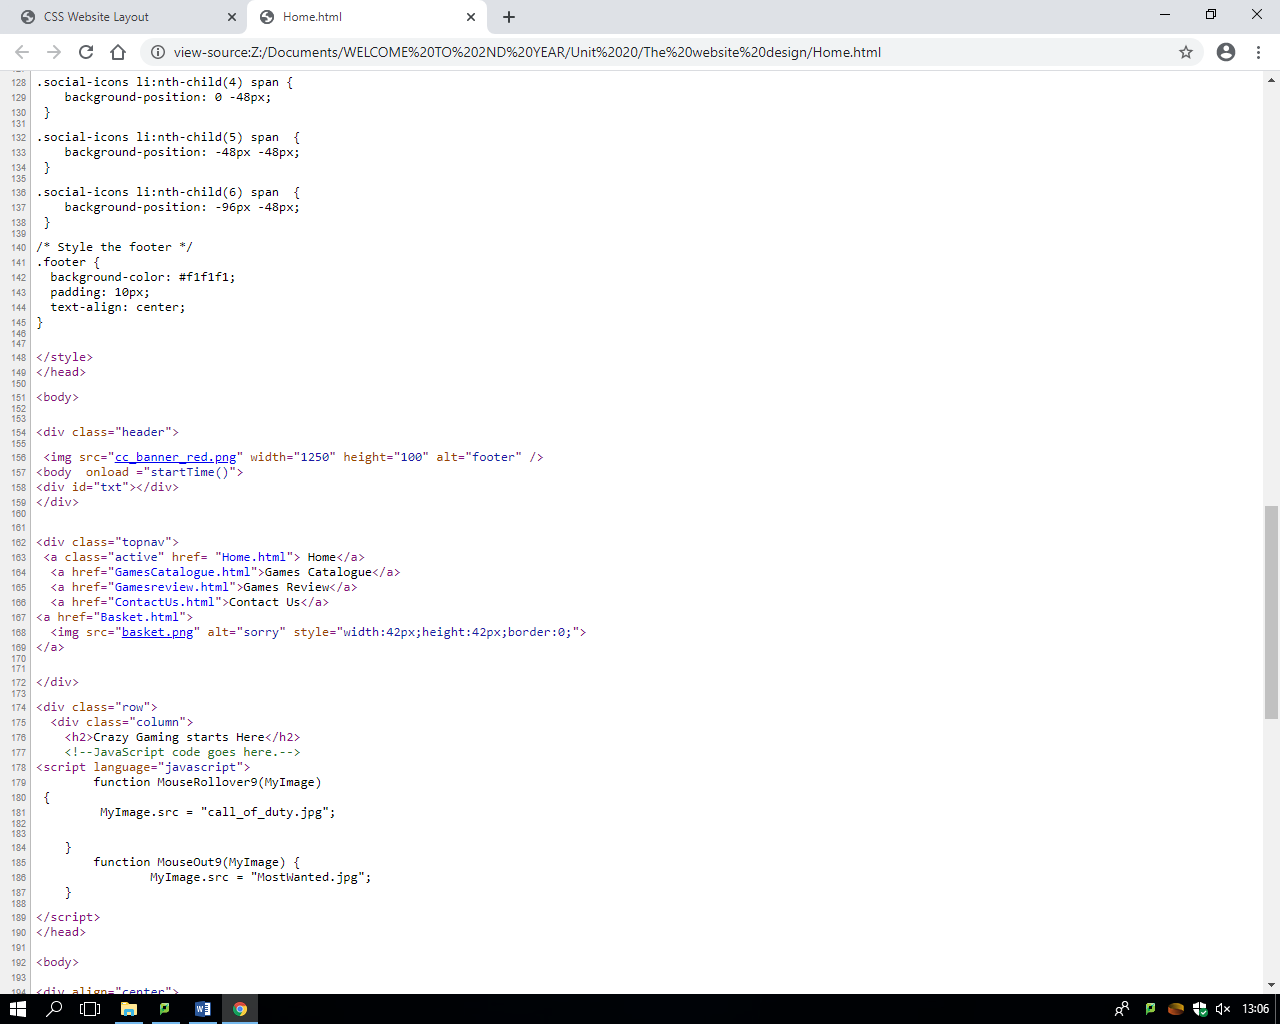 CSS Website Layout
Home.html
view-source:Z:/Documents/WELCOME%20TO%202ND%20YEAR/Unit%2020/The%20website%20design/Home.html
128 .social-icons li:nth-child(4) span {
129 background-position: 0 -48px;
130 }
131
132 .social-icons li:nth-child(5) span  {
133 background-position: -48px -48px;
134 }
135
136 .social-icons li:nth-child(6) span  {
137 background-position: -96px -48px;
138 }
139
140 /* Style the footer */
141 .footer {
142 background-color: #f1f1f1;
143 padding: 10px;
144 text-align: center;
145 }
146
147
148 </style>
149 </head>
150
151 <body>
152
153
154 <div class="header">
155
156 <img src="cc_banner_red.png" width="1250" height="100" alt="footer" />
157 <body  onload ="startTime()">
158 <div id="txt"></div>
159 </div>
160
161
162 <div class="topnav">
163 <a class="active" href= "Home.html"> Home</a>
164 <a href="GamesCatalogue.html">Games Catalogue</a>
165 <a href="Gamesreview.html">Games Review</a>
166 <a href="ContactUs.html">Contact Us</a>
167 <a href="Basket.html">
168 <img src="basket.png" alt="sorry" style="width:42px;height:42px;border:0;">
169 </a>
170
171
172 </div>
173
174 <div class="row">
175 <div class="column">
176 <h2>Crazy Gaming starts Here</h2>
177 <!--JavaScript code goes here.-->
178 <script language="javascript">
179 function MouseRollover9(MyImage)
180 {
181 MyImage.src = "call_of_duty.jpg";
182
183
184 }
185 function MouseOut9(MyImage) {
186 MyImage.src = "MostWanted.jpg";
187 }
188
189 </script>
190 </head>
191
192 <body>
193
194 <div align="center">
13:06